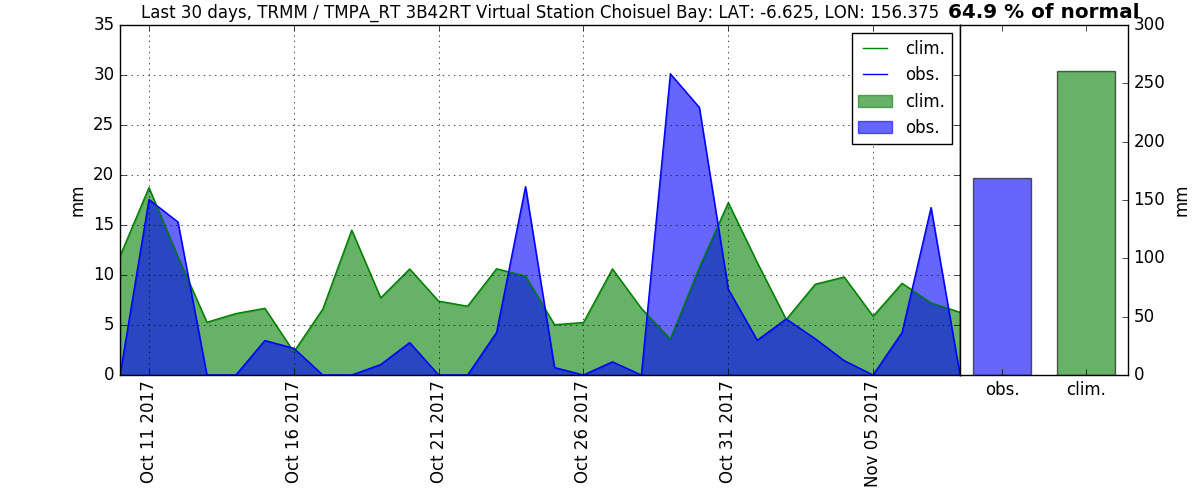 Last 30 days, TRMM / TMPA_RT 3B42RT Virtual Station Choisuel Bay: LAT: -6.625, LON: 156.375
64.9 % of normal
35
30
25
20
15
10
5
0
mm
clim.
obs.
clim.
obs.
Oct 11 2017
Oct 16 2017
Oct 21 2017
Oct 26 2017
Oct 31 2017
Nov 05 2017
300
250
200
150
100
50
0
mm
obs.
clim.